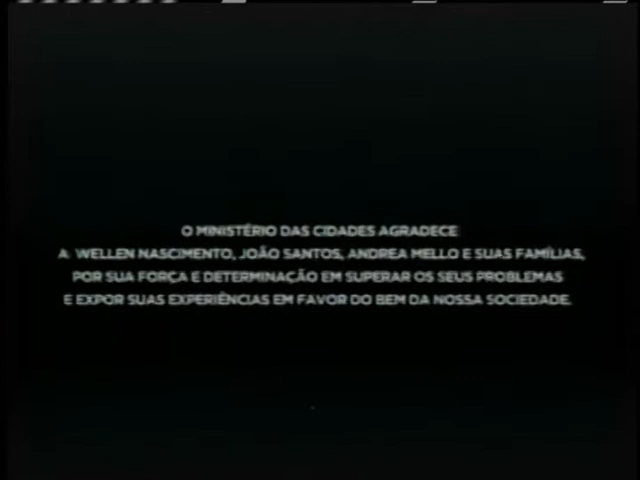 O MINISTÉRIO DAS CIDADES AGRADECE
A: WELLEN NASCIMENTO, JOÃO SANTOS, ANDREA MELLO E SUAS FAMÍLIAS,
POR SUA FORÇA E DETERMINAÇÃO EM SUPERAR OS SEUS PROBLEMAS
E EXPOR SUAS EXPERIÊNCIAS EM FAVOR DO BEM DA NOSSA SOCIEDADE.